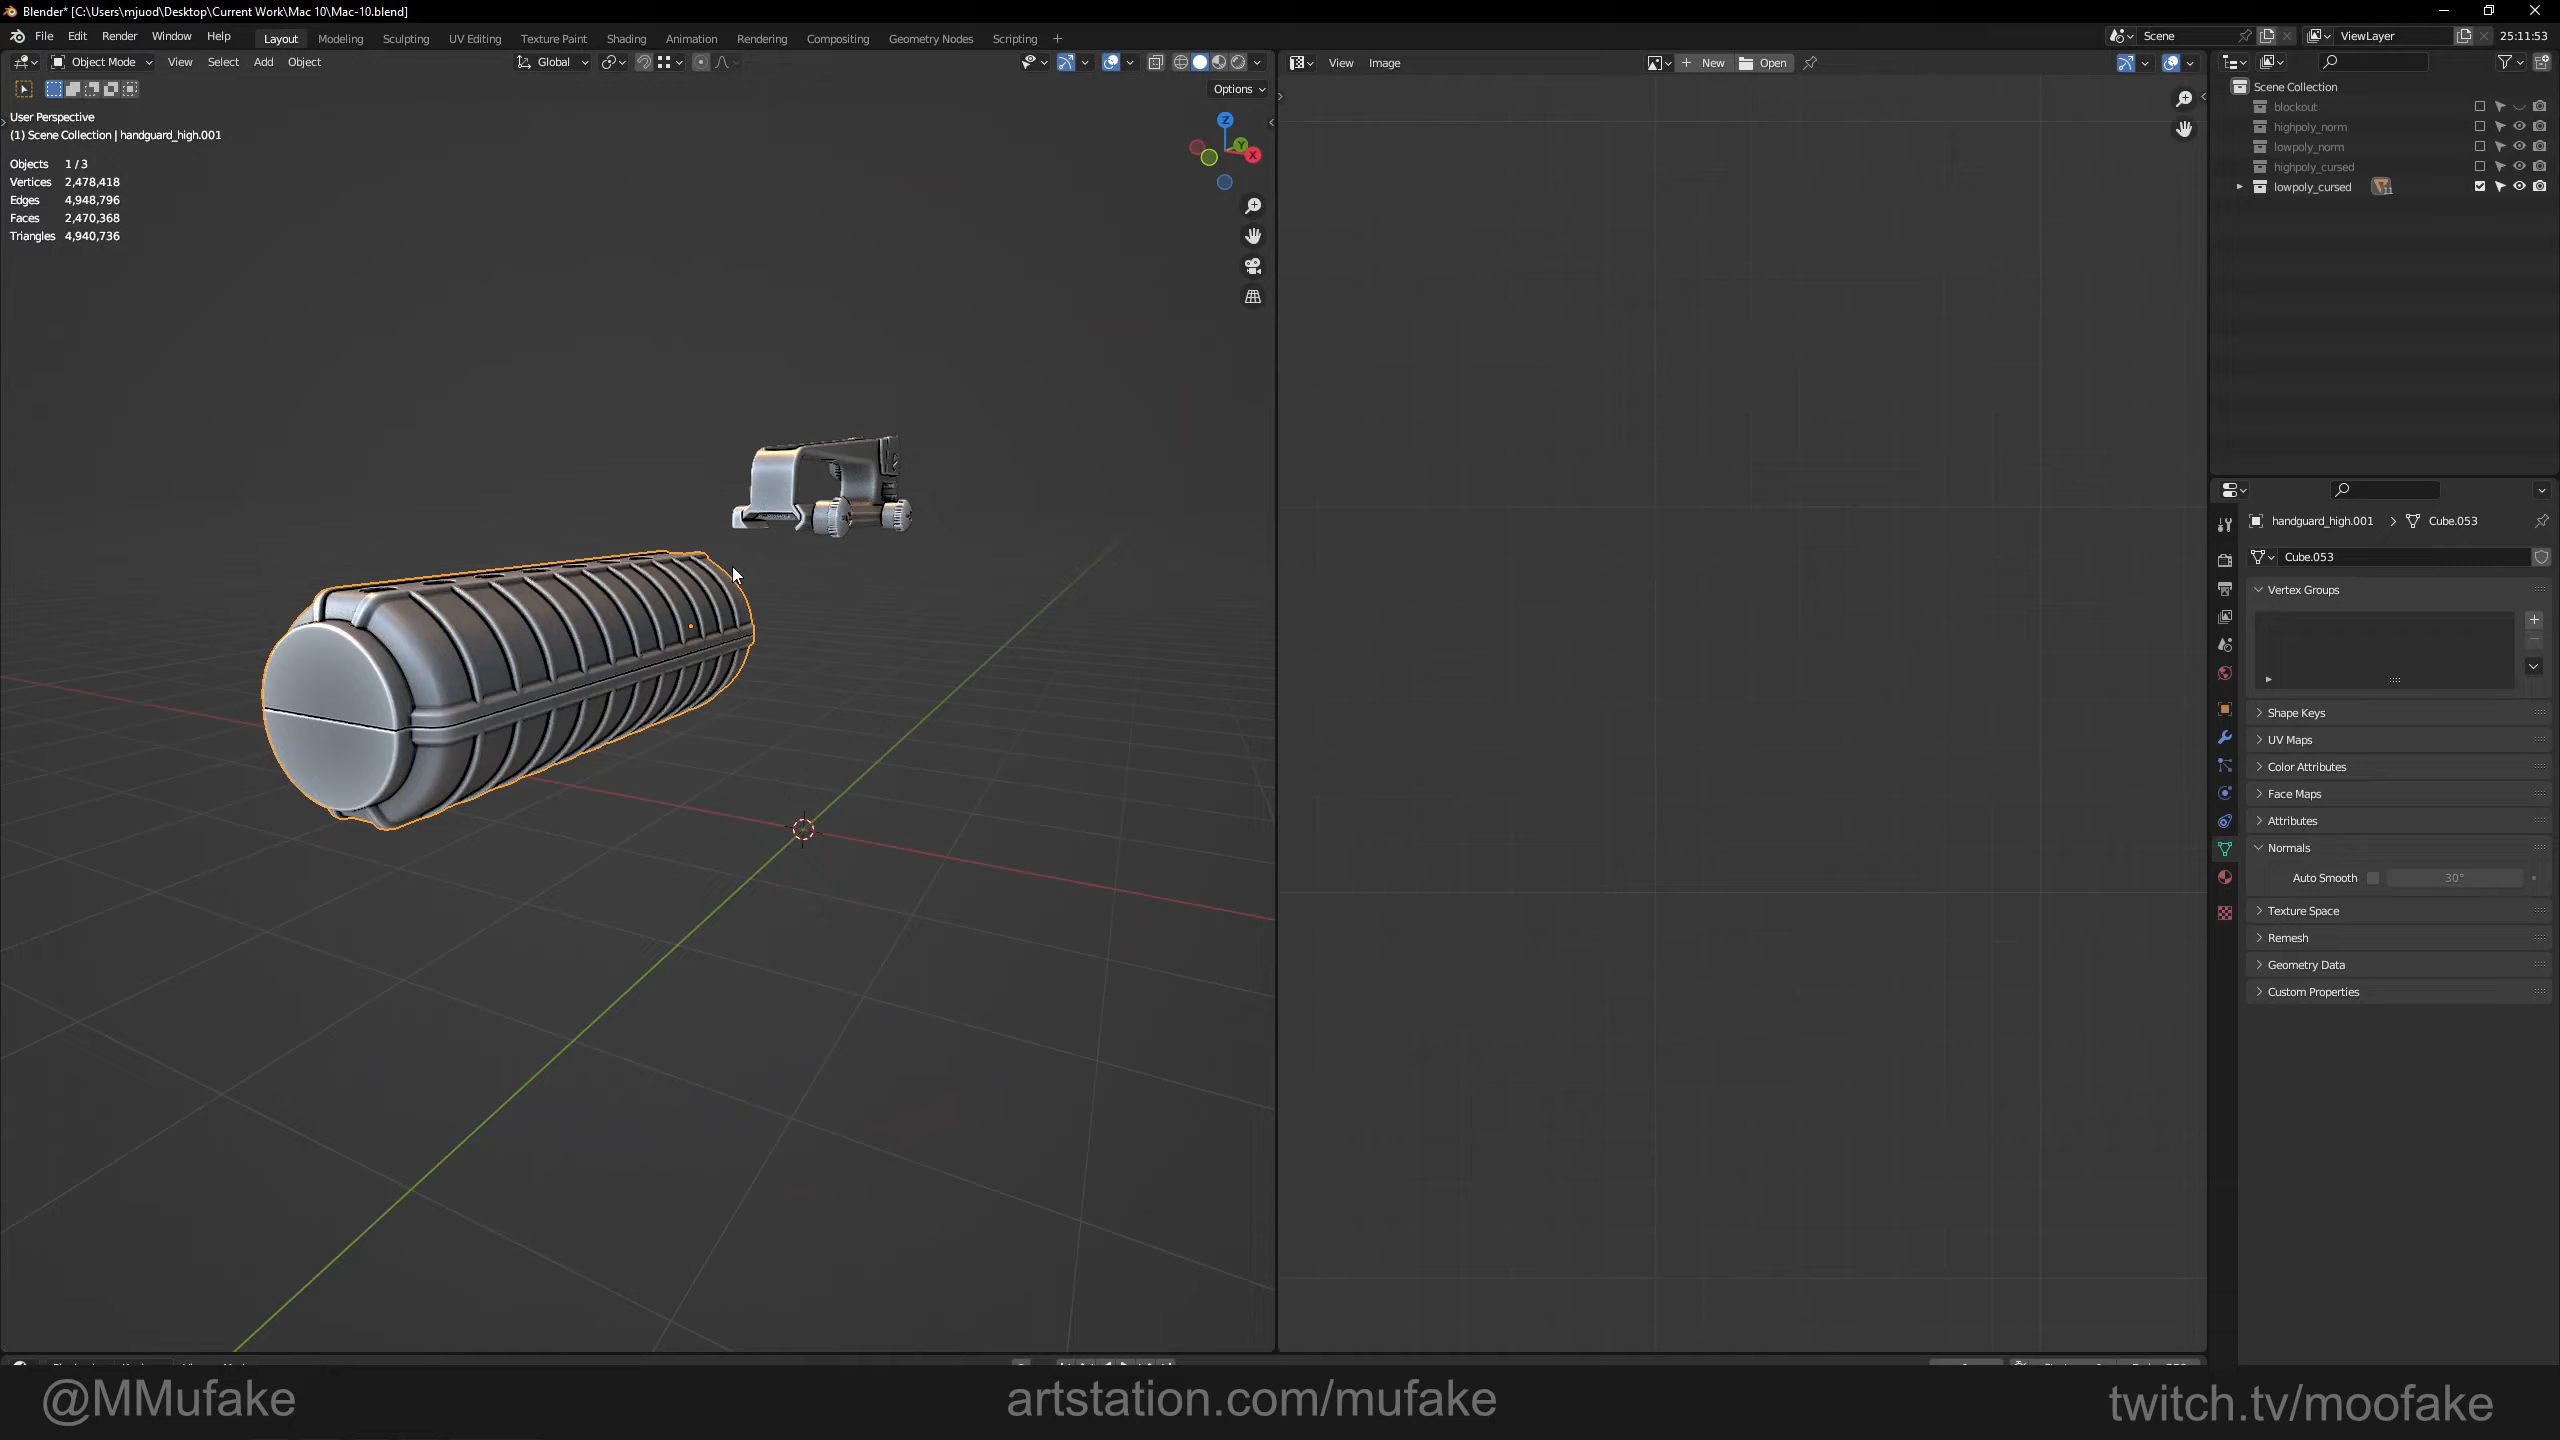 Blender* [C:\Users\mjuod\Desktop\Current Work\Mac 10\Mac-10.blend]
File Edit Render Window Help Layout Modeling Sculpting UV Editing Texture Paint Shading Animation Rendering Compositing Geometry Nodes Scripting + Scene ViewLayer 25:11:53
Object Mode View Select Add Object Global
View Image + New Open
Options
User Perspective
(1) Scene Collection | handguard_high.001
Objects 1 / 3
Vertices 2,478,418
Edges 4,948,796
Faces 2,470,368
Triangles 4,940,736
Z
Y
X
Scene Collection
blockout
highpoly_norm
lowpoly_norm
highpoly_cursed
lowpoly_cursed 11
handguard_high.001 > Cube.053
Cube.053
Vertex Groups
Shape Keys
UV Maps
Color Attributes
Face Maps
Attributes
Normals
Auto Smooth 30°
Texture Space
Remesh
Geometry Data
Custom Properties
@MMufake
artstation.com/mufake
twitch.tv/moofake